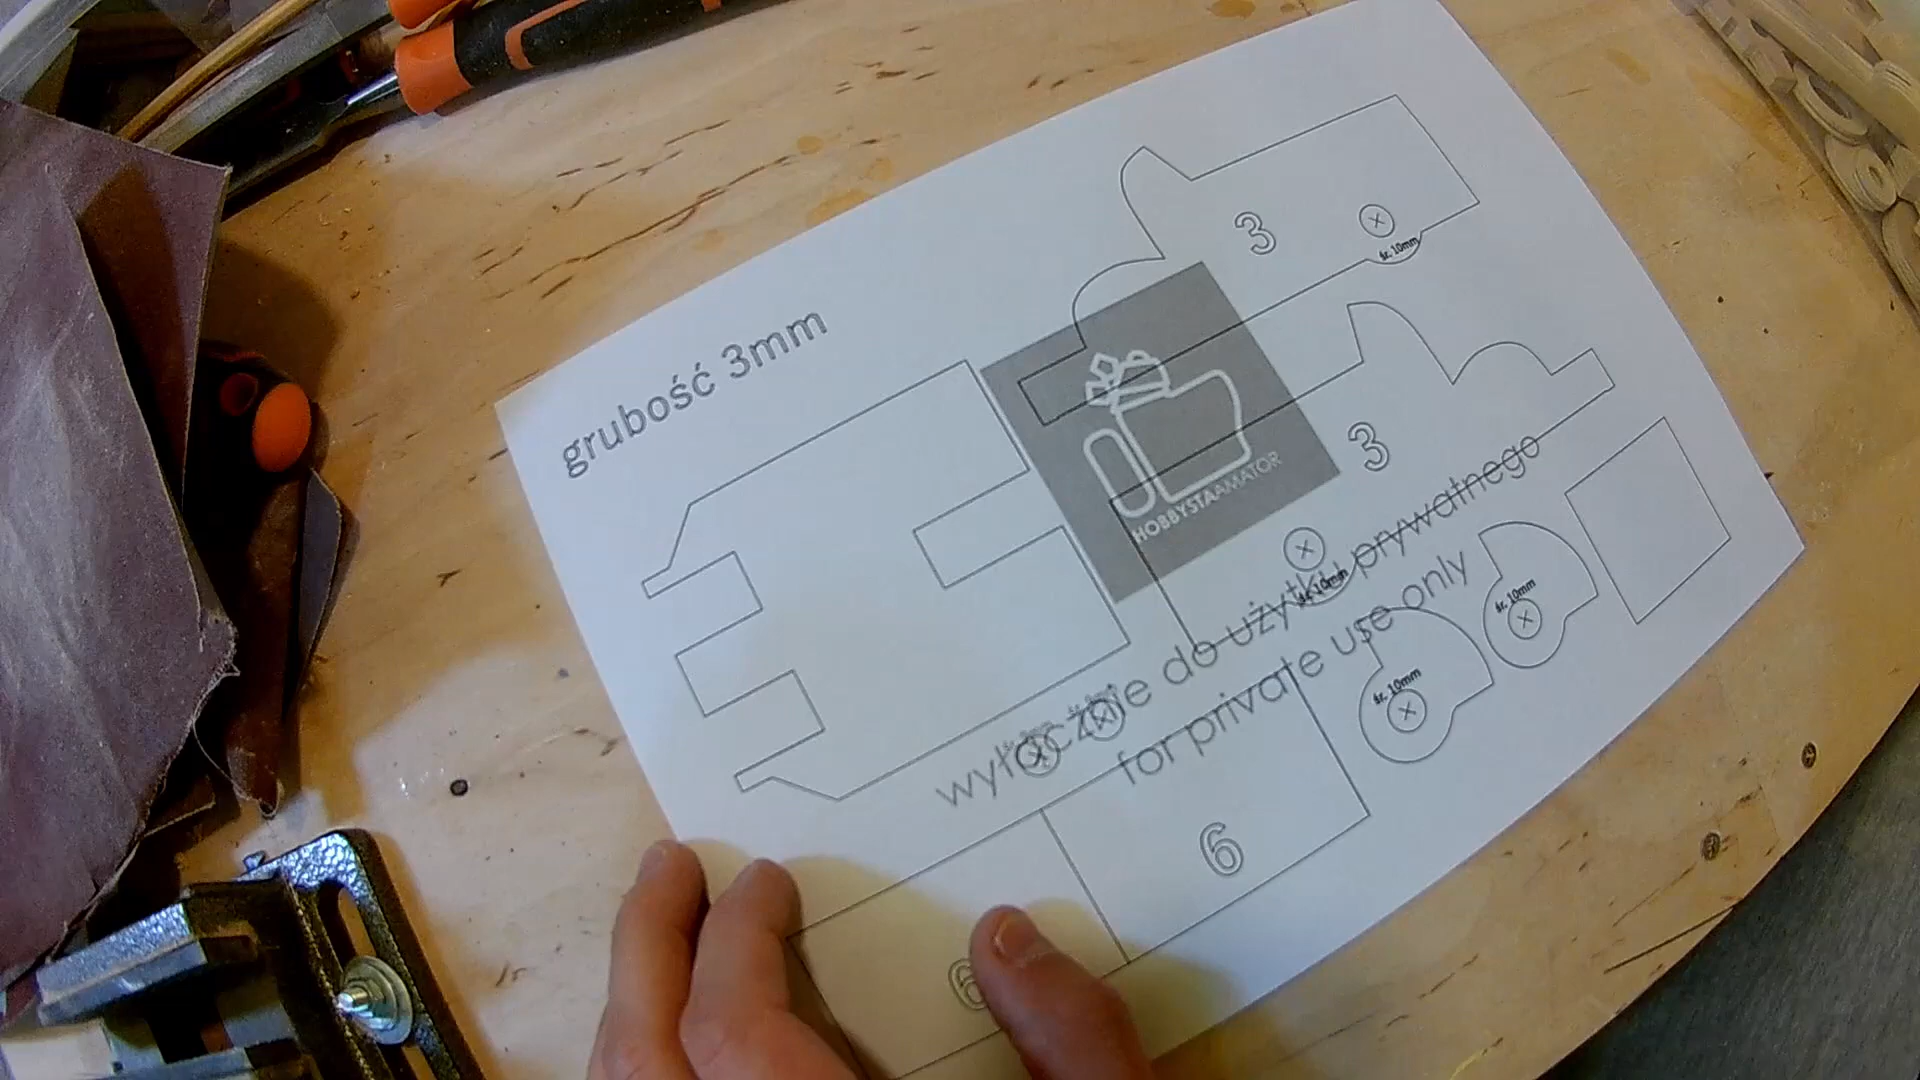 grubość 3mm
3
śr. 10mm
HOBBYSTAAMATOR
3
śr. 10mm
wyłącznie do użytku prywatnego
for private use only
śr. 10mm
śr. 10mm
6
6